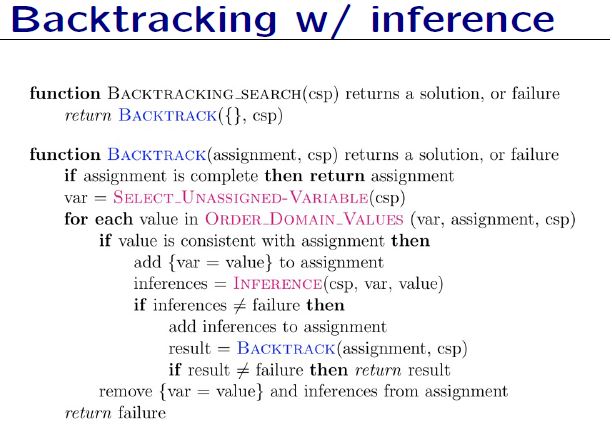 Backtracking w/ inference
function BACKTRACKING_SEARCH(csp) returns a solution, or failure
return BACKTRACK({}, csp)
function BACKTRACK(assignment, csp) returns a solution, or failure
if assignment is complete then return assignment
var = SELECT_UNASSIGNED-VARIABLE(csp)
for each value in ORDER_DOMAIN_VALUES (var, assignment, csp)
if value is consistent with assignment then
add {var = value} to assignment
inferences = INFERENCE(csp, var, value)
if inferences ≠ failure then
add inferences to assignment
result = BACKTRACK(assignment, csp)
if result ≠ failure then return result
remove {var = value} and inferences from assignment
return failure